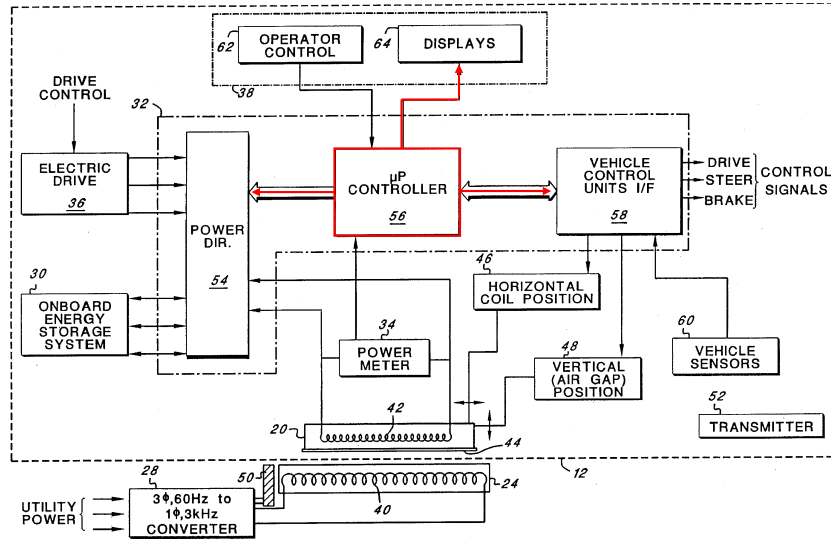 62
OPERATOR
CONTROL
64
DISPLAYS
38
DRIVE
CONTROL
32
ELECTRIC
DRIVE
36
POWER
DIR.
54
µP
CONTROLLER
56
VEHICLE
CONTROL
UNITS I/F
58
DRIVE
STEER
BRAKE
CONTROL
SIGNALS
30
ONBOARD
ENERGY
STORAGE
SYSTEM
46
HORIZONTAL
COIL POSITION
34
POWER
METER
48
VERTICAL
(AIR GAP)
POSITION
60
VEHICLE
SENSORS
52
TRANSMITTER
20
42
44
12
28
50
24
40
UTILITY
POWER
3ϕ,60Hz to
1ϕ,3kHz
CONVERTER